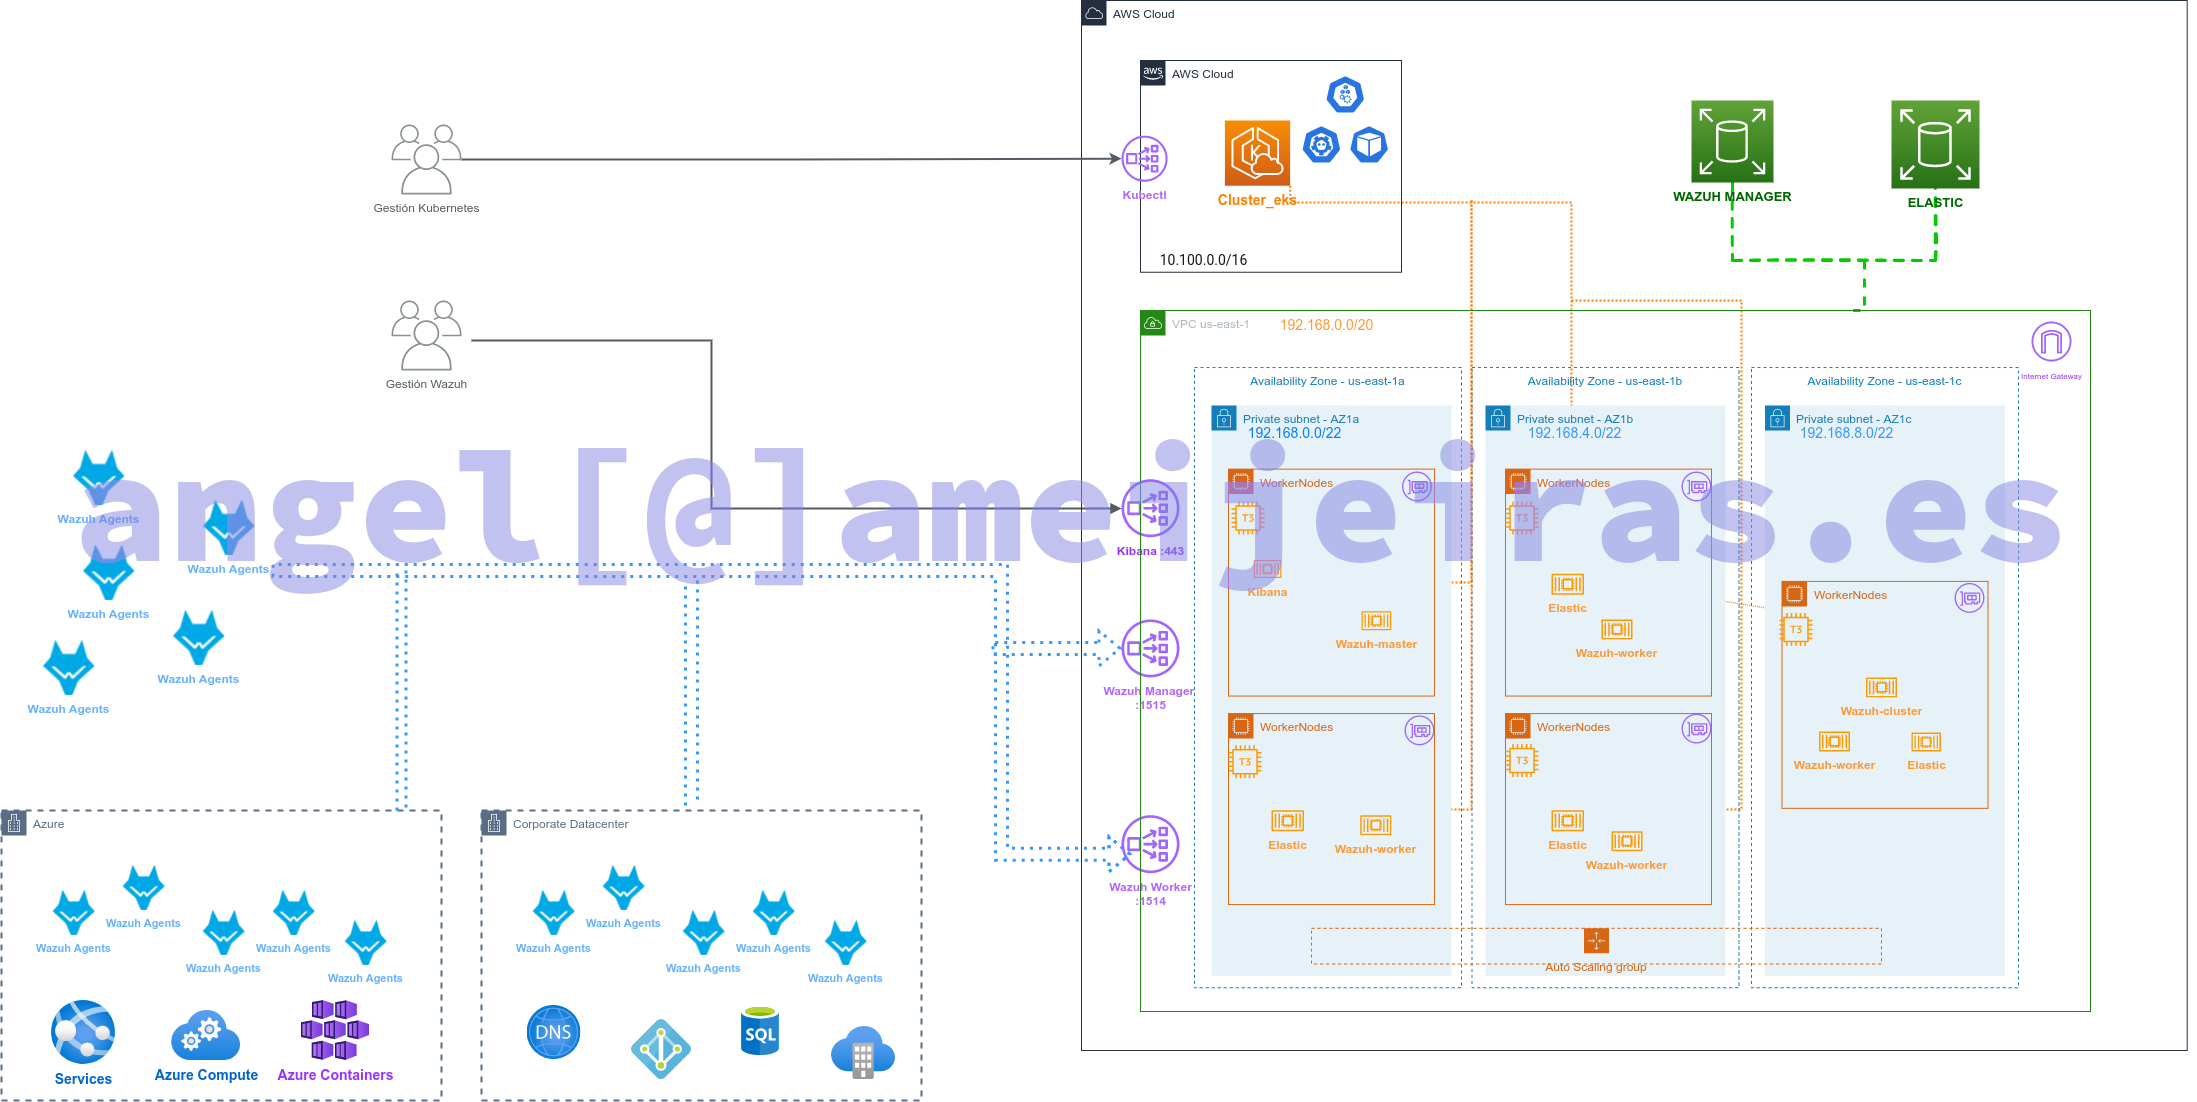 AWS Cloud
aws
AWS Cloud
Kubectl
Cluster_eks
10.100.0.0/16
WAZUH MANAGER
ELASTIC
Gestión Kubernetes
Gestión Wazuh
VPC us-east-1
192.168.0.0/20
Internet Gateway
Availability Zone - us-east-1a
Availability Zone - us-east-1b
Availability Zone - us-east-1c
Private subnet - AZ1a
192.168.0.0/22
Private subnet - AZ1b
192.168.4.0/22
Private subnet - AZ1c
192.168.8.0/22
angel[@]lameijeiras.es
Wazuh Agents
Wazuh Agents
Wazuh Agents
Wazuh Agents
Wazuh Agents
Kibana :443
Wazuh Manager
:1515
Wazuh Worker
:1514
WorkerNodes
T3
Kibana
Wazuh-master
WorkerNodes
T3
Elastic
Wazuh-worker
WorkerNodes
T3
Wazuh-cluster
Wazuh-worker
Elastic
WorkerNodes
T3
Elastic
Wazuh-worker
WorkerNodes
T3
Elastic
Wazuh-worker
Auto Scaling group
Azure
Wazuh Agents
Wazuh Agents
Wazuh Agents
Wazuh Agents
Wazuh Agents
Services
Azure Compute
Azure Containers
Corporate Datacenter
Wazuh Agents
Wazuh Agents
Wazuh Agents
Wazuh Agents
Wazuh Agents
DNS
SQL